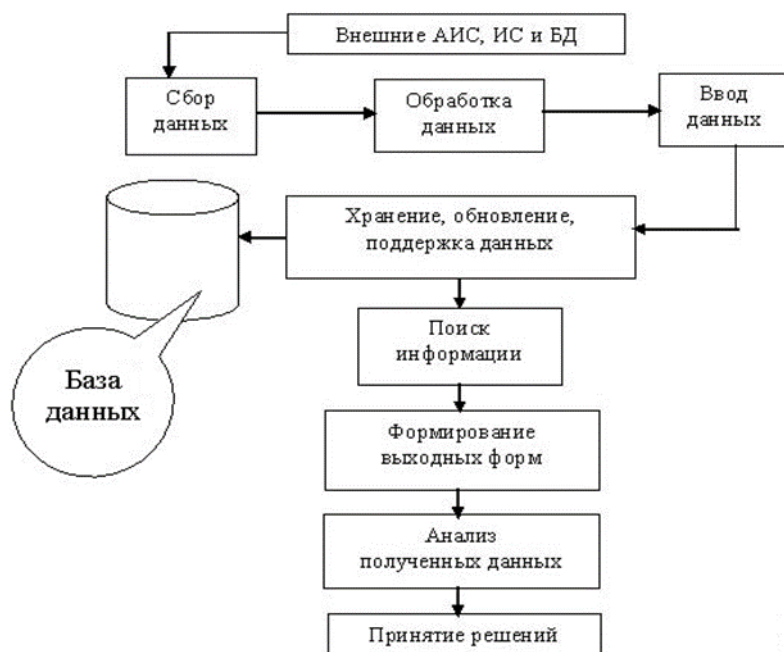 Внешние АИС, ИС и БД
Сбор
данных
Обработка
данных
Ввод
данных
Хранение, обновление,
поддержка данных
Поиск
информации
База
данных
Формирование
выходных форм
Анализ
полученных данных
Принятие решений